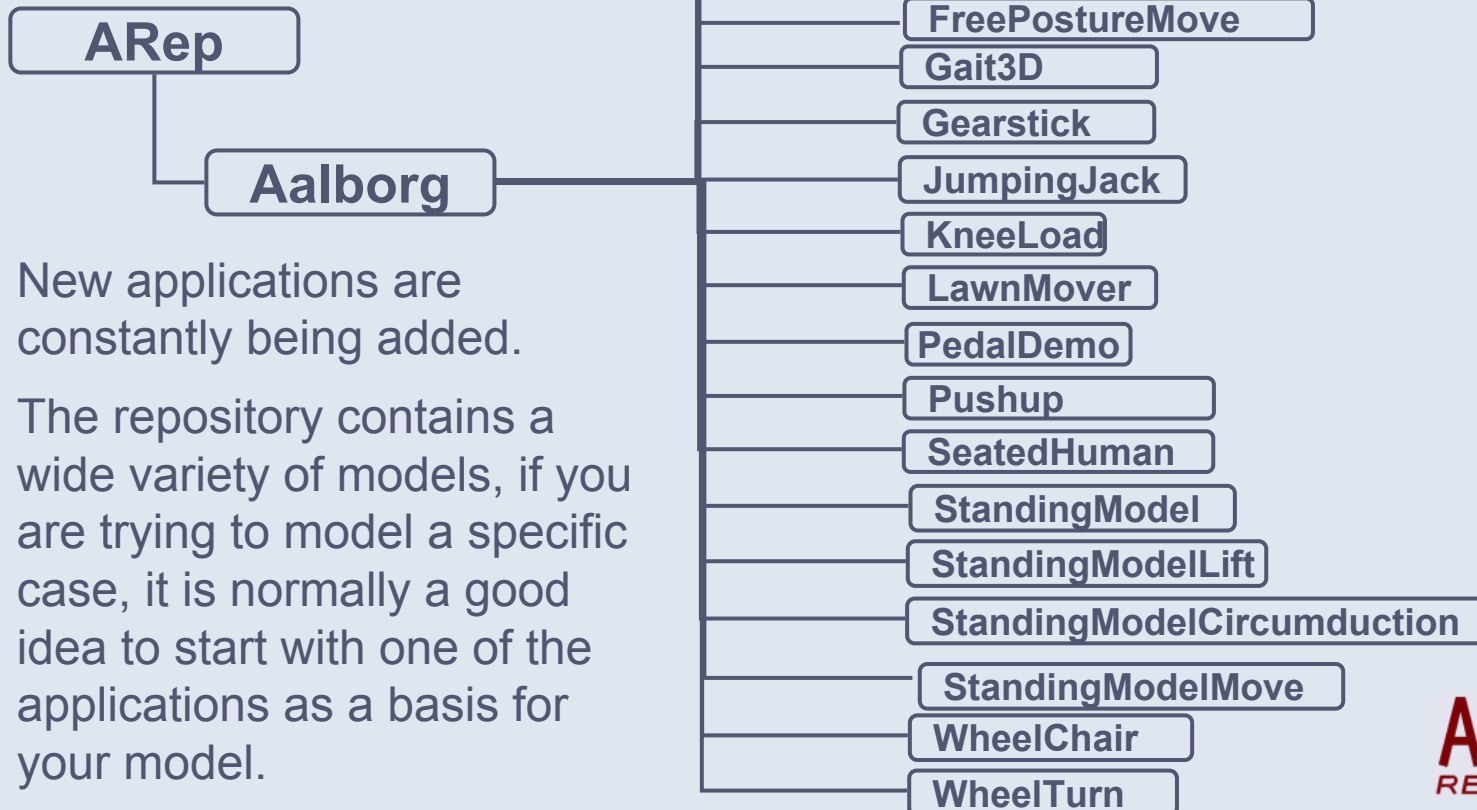 ARep
Aalborg
New applications are
constantly being added.
The repository contains a
wide variety of models, if you
are trying to model a specific
case, it is normally a good
idea to start with one of the
applications as a basis for
your model.
FreePostureMove
Gait3D
Gearstick
JumpingJack
KneeLoad
LawnMover
PedalDemo
Pushup
SeatedHuman
StandingModel
StandingModelLift
StandingModelCircumduction
StandingModelMove
WheelChair
WheelTurn